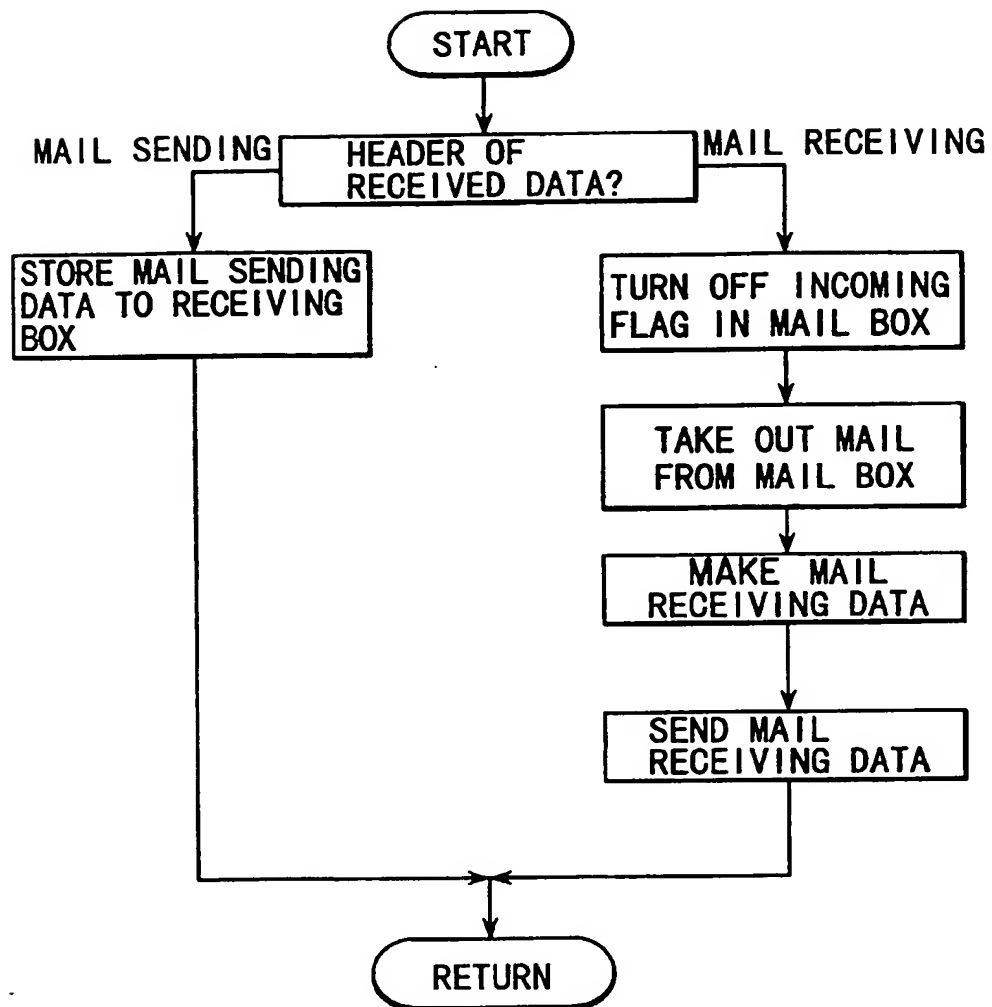 START
MAIL SENDING
HEADER OF
RECEIVED DATA?
MAIL RECEIVING
STORE MAIL SENDING
DATA TO RECEIVING
BOX
TURN OFF INCOMING
FLAG IN MAIL BOX
TAKE OUT MAIL
FROM MAIL BOX
MAKE MAIL
RECEIVING DATA
SEND MAIL
RECEIVING DATA
RETURN